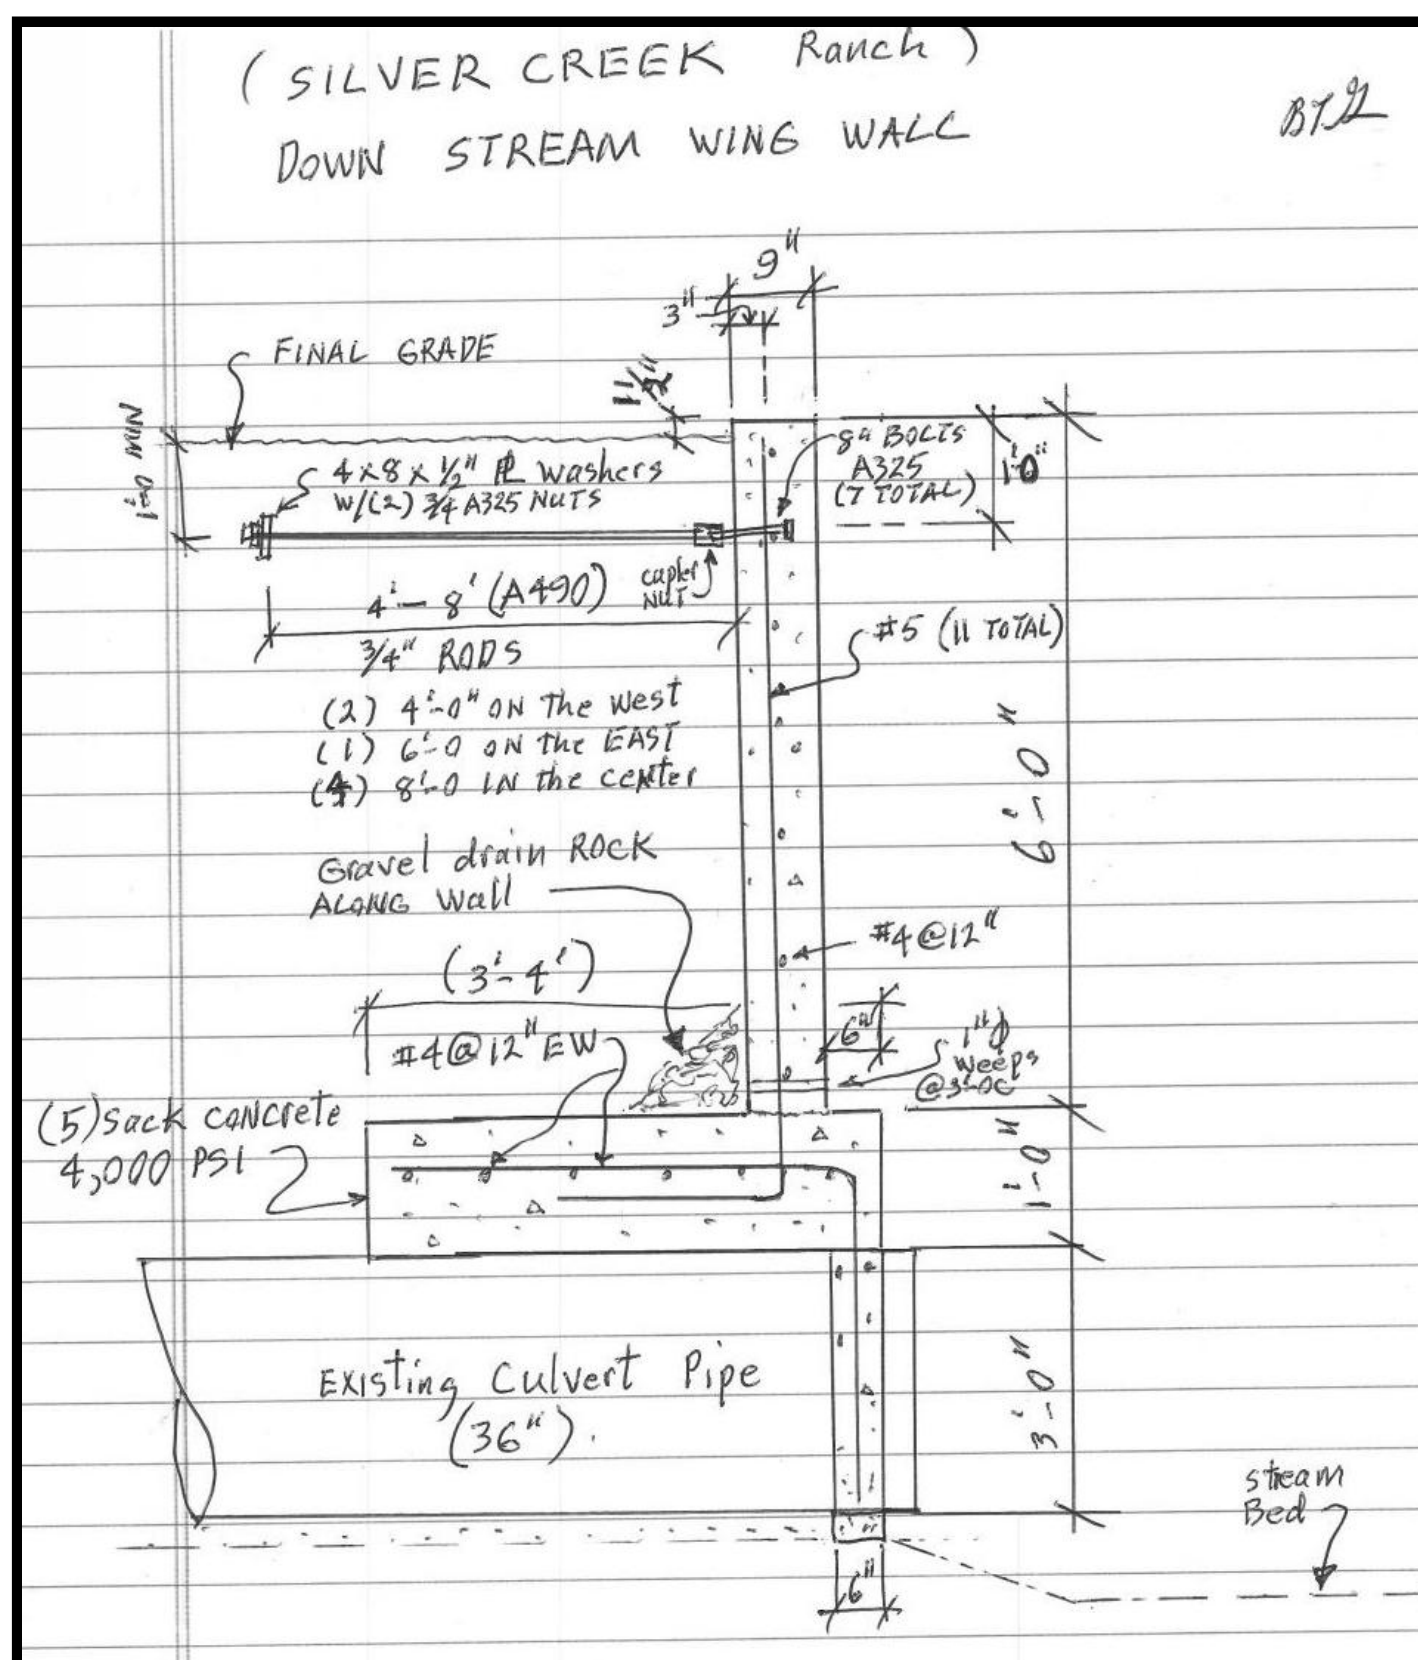 (SILVER CREEK Ranch)
DOWN STREAM WING WALL
9"
3"
FINAL GRADE
1 1/2"
1'-0 MIN
4x8x1/2" PL washers
W/(2) 3/4 A325 NUTS
8" BOLTS
A325
(7 TOTAL)
1'-0"
4'-8' (A490)
3/4" RODS
cupler
NUT
#5 (11 TOTAL)
(2) 4'-0" ON The West
(1) 6'-0 ON the EAST
(4) 8'-0 IN the center
6'-0"
Gravel drain ROCK
ALONG Wall
#4@12"
(3'-4')
#4@12" EW
6"
1"ϕ
Weeps
@3'-OC
(5) Sack CONCrete
4,000 PSI
1'-0"
Existing Culvert Pipe
(36").
3'-0"
stream
Bed
6"